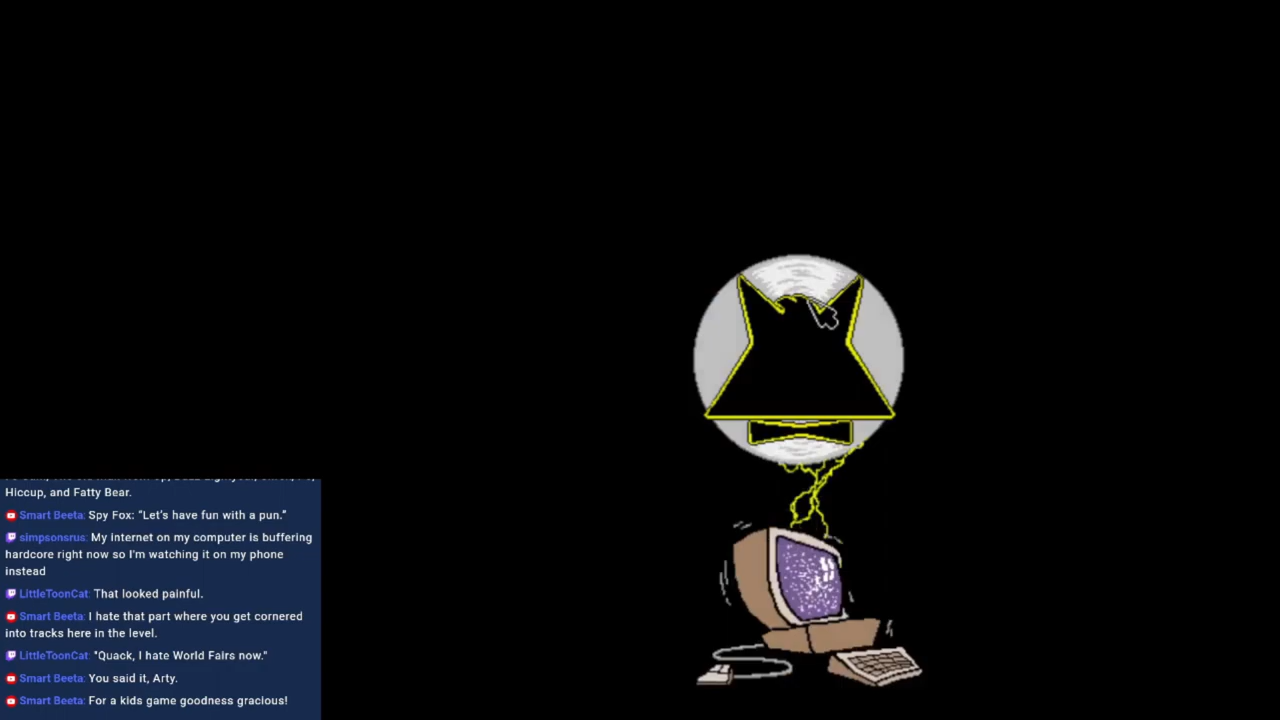 Hiccup, and Fatty Bear.
Smart Beeta: Spy Fox: “Let’s have fun with a pun.”
simpsonsrus: My internet on my computer is buffering
hardcore right now so I'm watching it on my phone
instead
LittleToonCat: That looked painful.
Smart Beeta: I hate that part where you get cornered
into tracks here in the level.
LittleToonCat: "Quack, I hate World Fairs now."
Smart Beeta: You said it, Arty.
Smart Beeta: For a kids game goodness gracious!